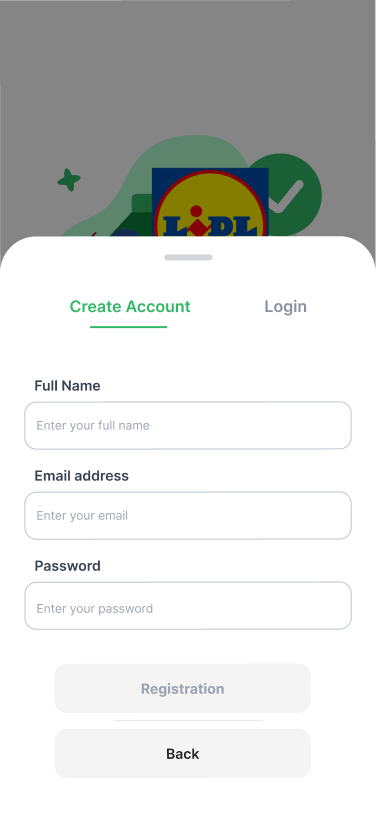 LIDL
Create Account
Login
Full Name
Enter your full name
Email address
Enter your email
Password
Enter your password
Registration
Back